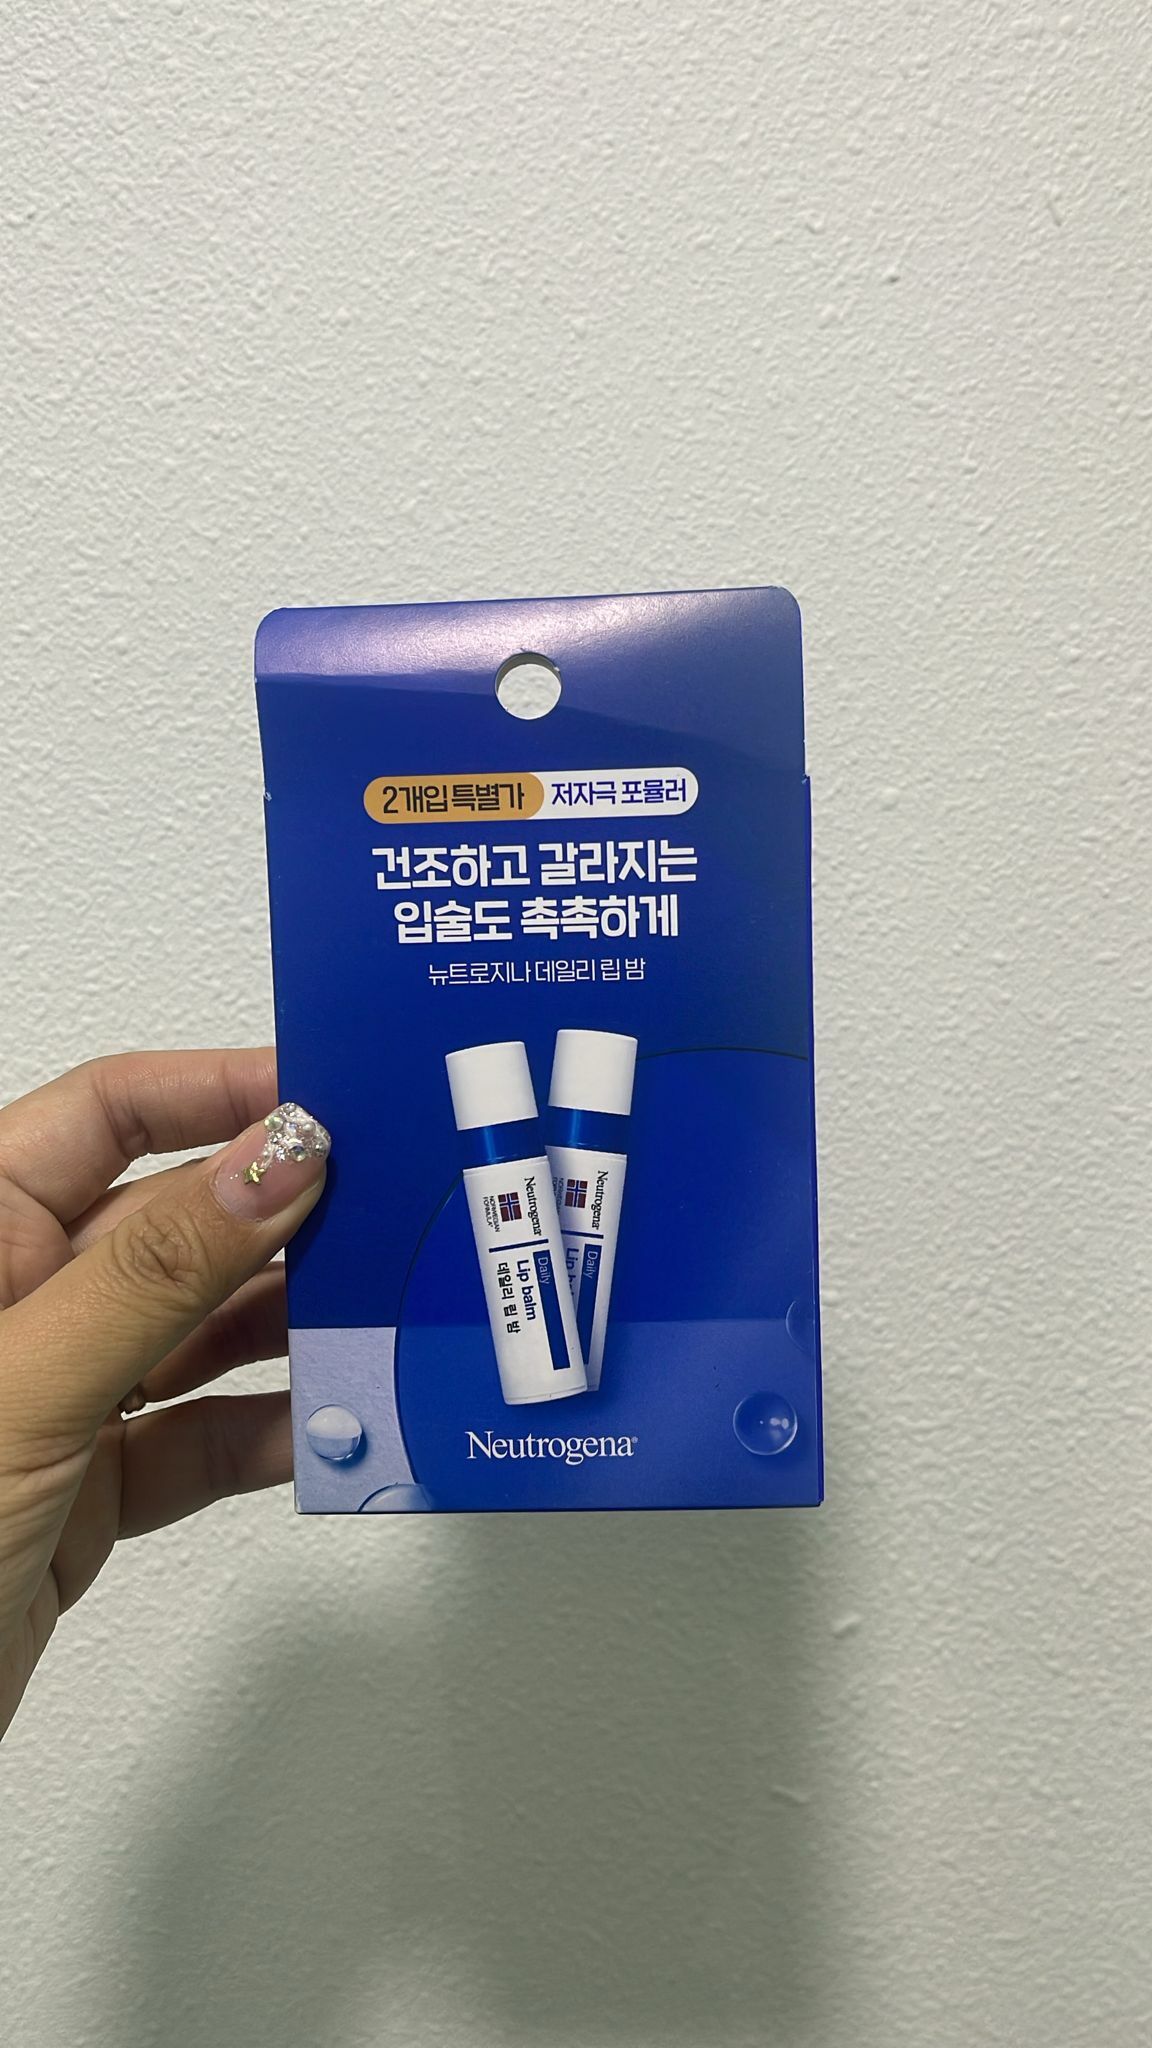 2개입 특별가 저자극 포뮬러
건조하고 갈라지는
입술도 촉촉하게
뉴트로지나 데일리 립 밤
Neutrogena®
NORWEGIAN
FORMULA®
Daily
Lip balm
데일리 립 밤
Neutrogena®
Daily
Neutrogena®